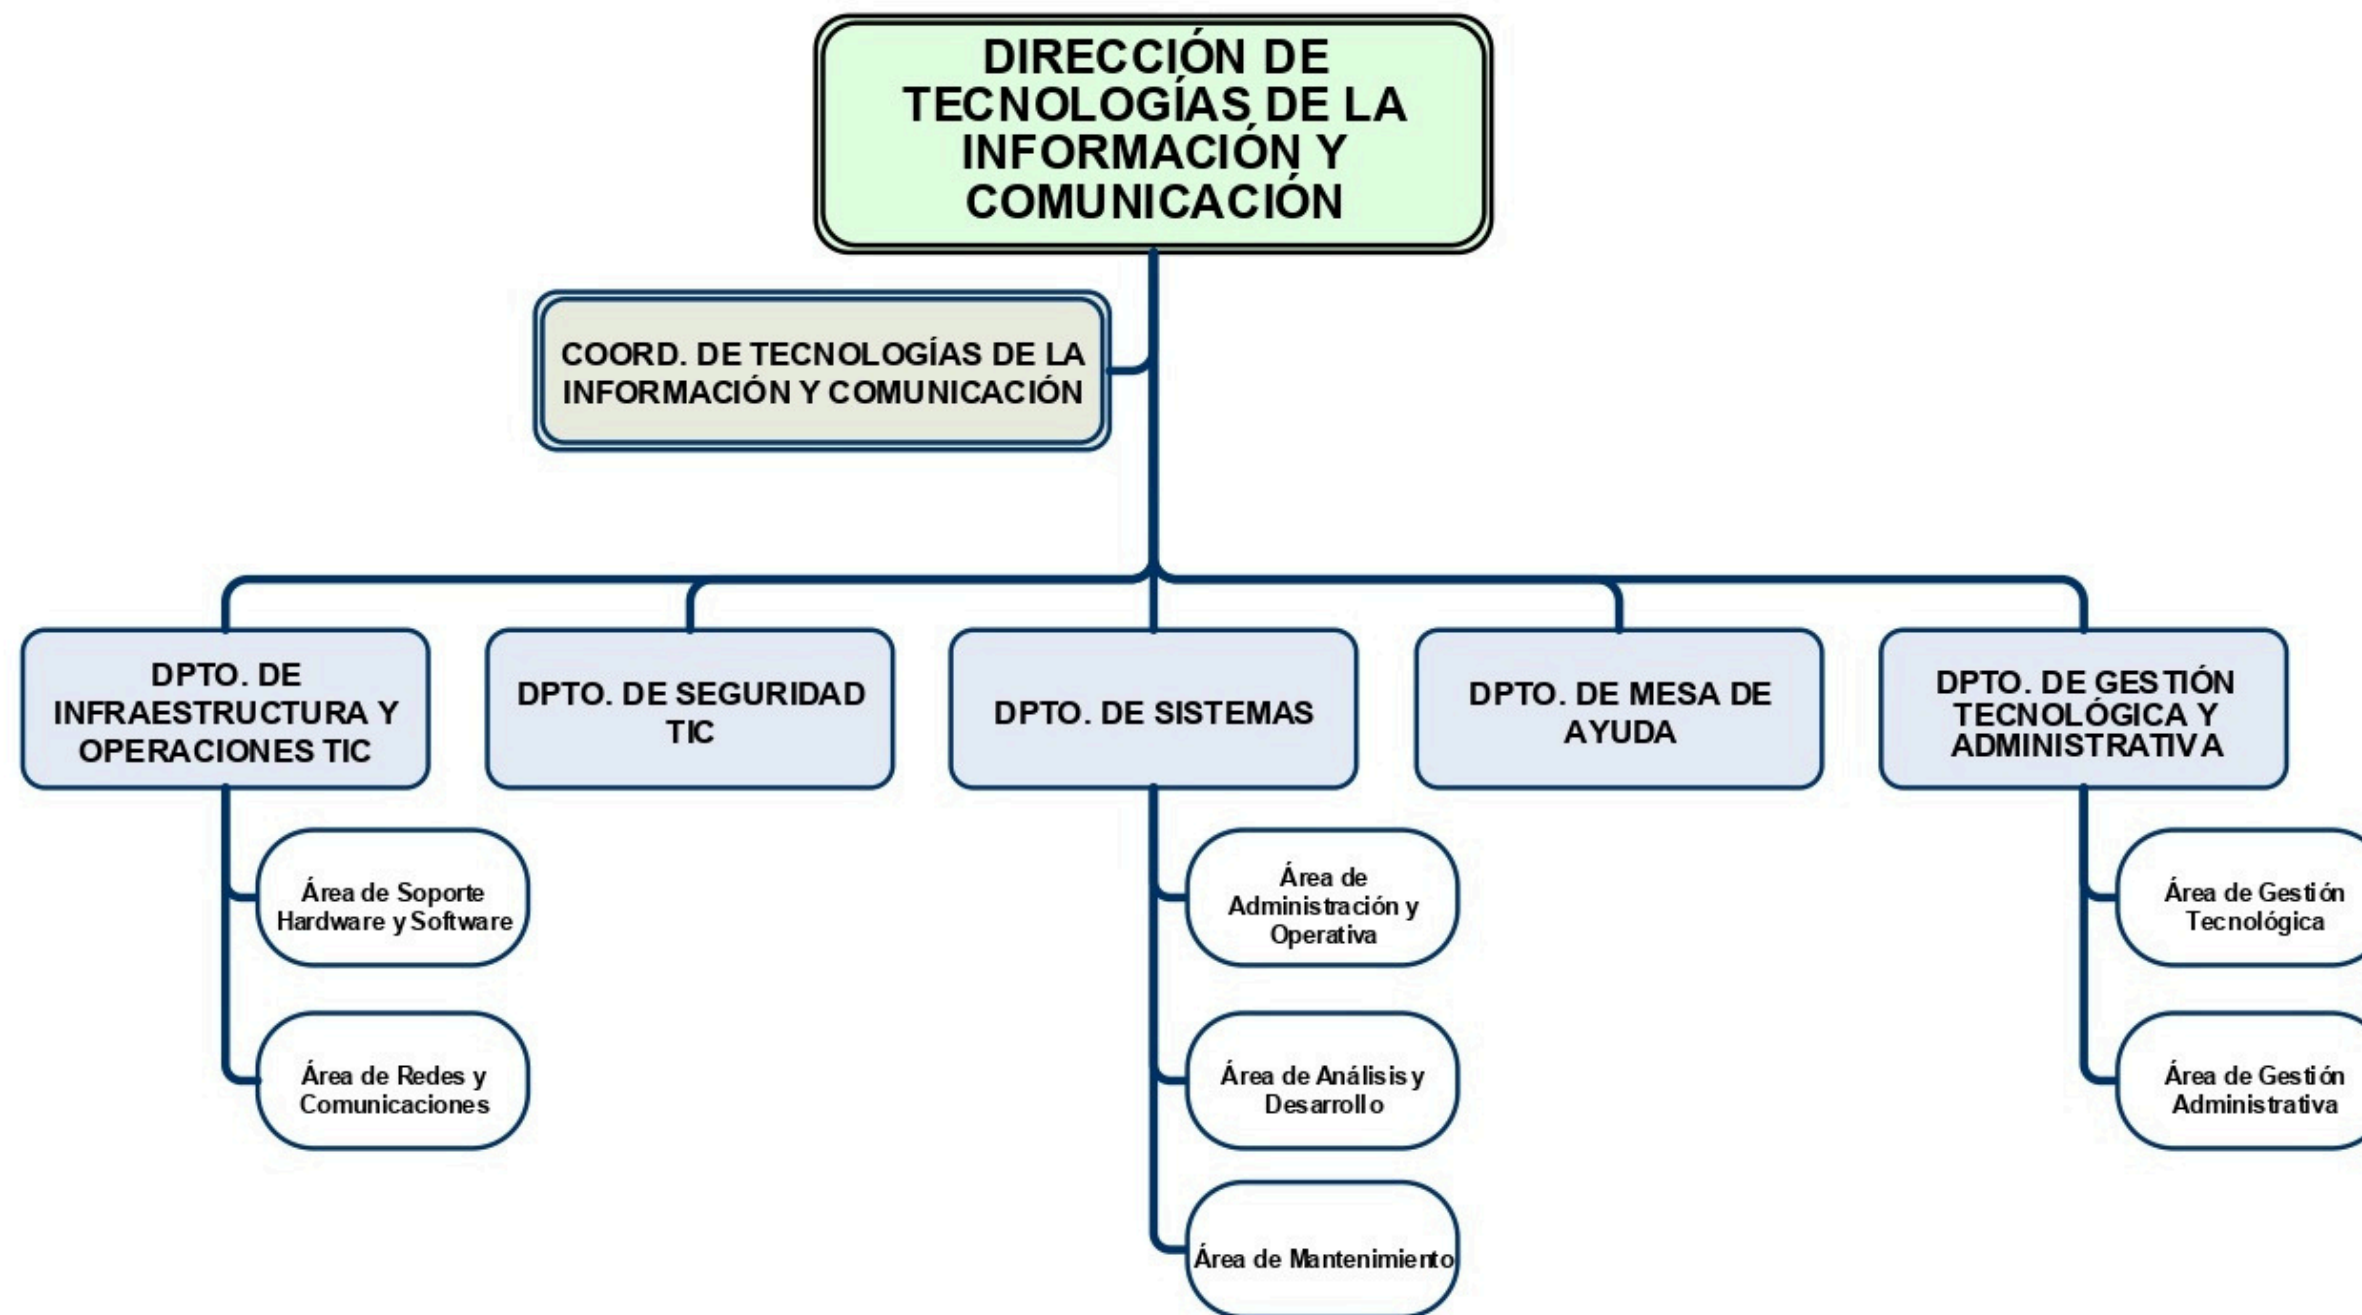 DIRECCIÓN DE
TECNOLOGÍAS DE LA
INFORMACIÓN Y
COMUNICACIÓN
COORD. DE TECNOLOGÍAS DE LA
INFORMACIÓN Y COMUNICACIÓN
DPTO. DE
INFRAESTRUCTURA Y
OPERACIONES TIC
DPTO. DE SEGURIDAD
TIC
DPTO. DE SISTEMAS
DPTO. DE MESA DE
AYUDA
DPTO. DE GESTIÓN
TECNOLÓGICA Y
ADMINISTRATIVA
Área de Soporte
Hardware y Software
Área de Redes y
Comunicaciones
Área de
Administración y
Operativa
Área de Análisis y
Desarrollo
Área de Mantenimiento
Área de Gestión
Tecnológica
Área de Gestión
Administrativa